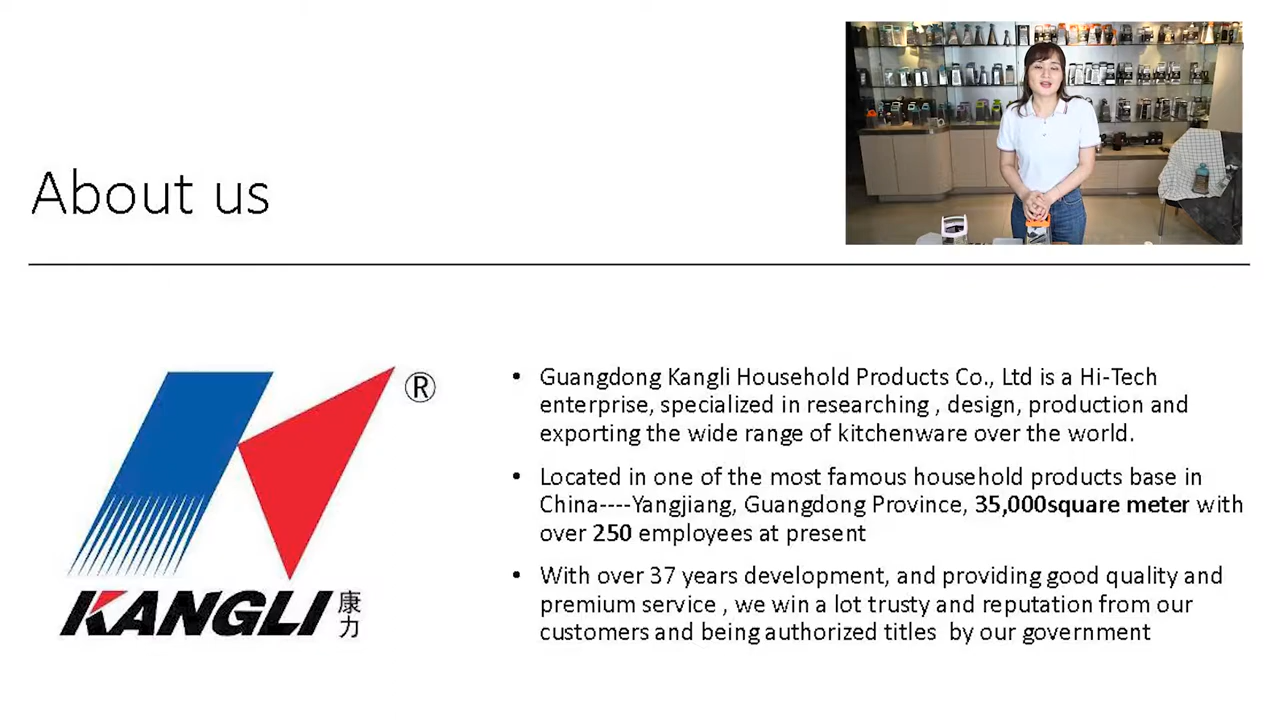 About us
®
KANGLI 康
力
• Guangdong Kangli Household Products Co., Ltd is a Hi-Tech
enterprise, specialized in researching , design, production and
exporting the wide range of kitchenware over the world.
• Located in one of the most famous household products base in
China----Yangjiang, Guangdong Province, 35,000square meter with
over 250 employees at present
• With over 37 years development, and providing good quality and
premium service , we win a lot trusty and reputation from our
customers and being authorized titles  by our government